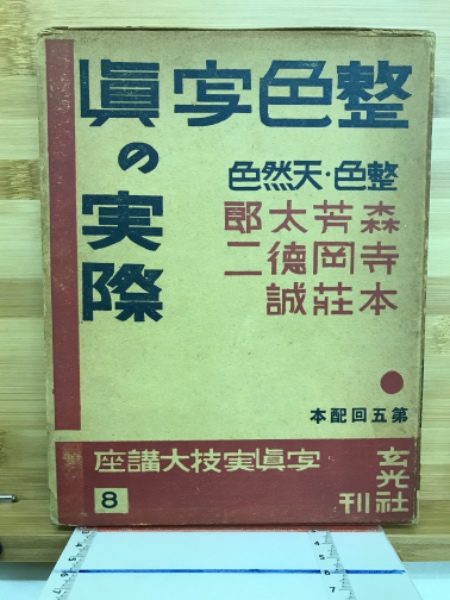 整色写眞
の
実
際
整色・天然色
森芳太郎
寺岡徳二
本莊誠
第五回配本
写眞実技大講座
8
玄光社
刊